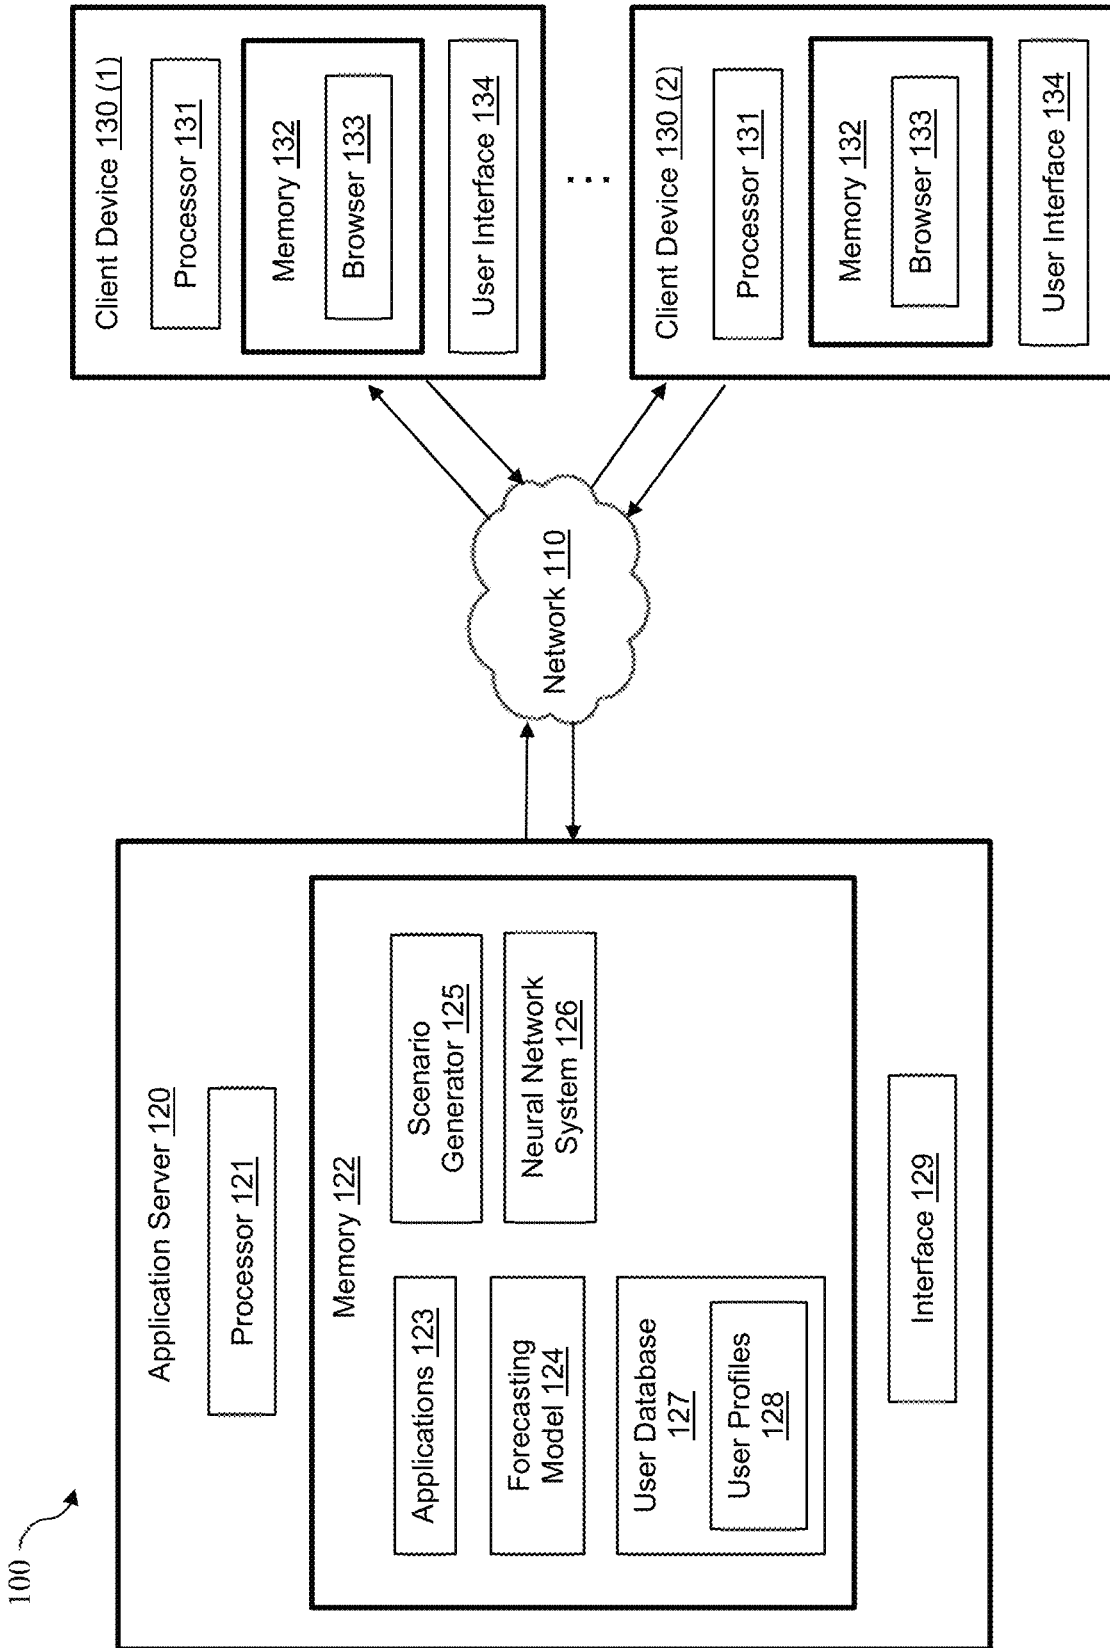 100
Application Server 120
Processor 121
Memory 122
Applications 123
Scenario
Generator 125
Forecasting
Model 124
Neural Network
System 126
User Database
127
User Profiles
128
Interface 129
Network 110
Client Device 130 (1)
Processor 131
Memory 132
Browser 133
User Interface 134
...
Client Device 130 (2)
Processor 131
Memory 132
Browser 133
User Interface 134